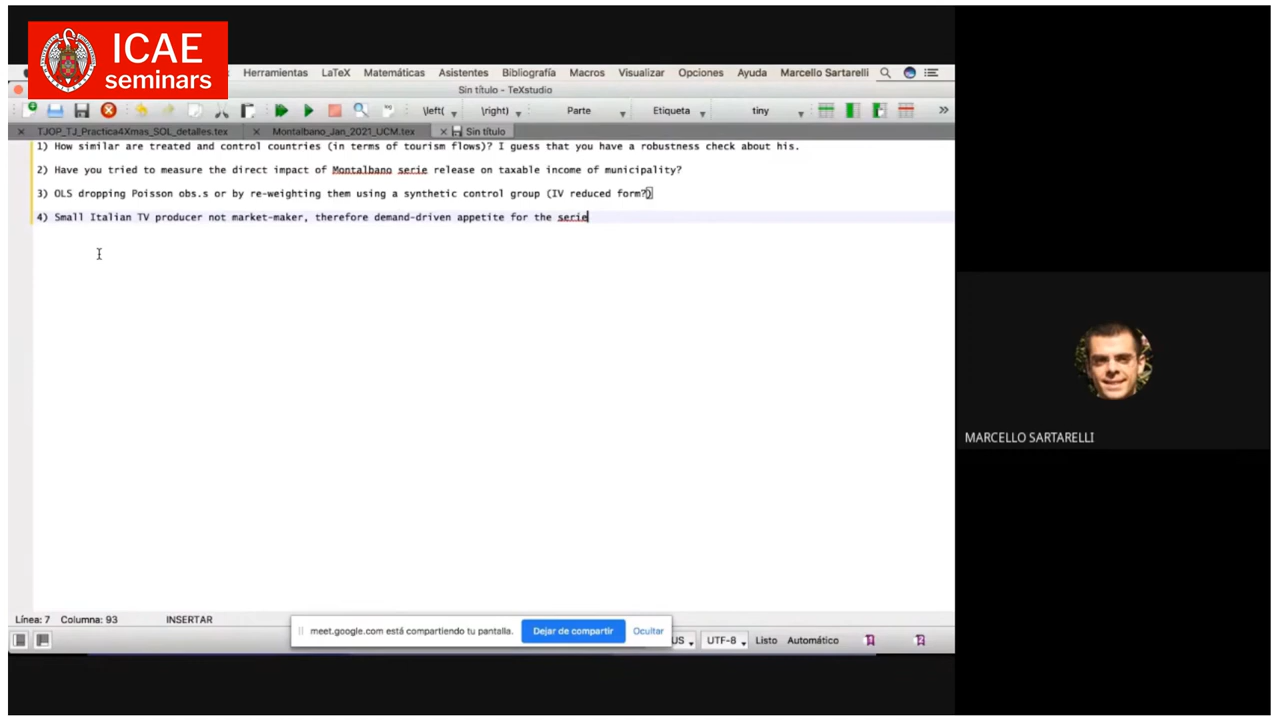 ICAE
seminars
Herramientas LaTeX Matemáticas Asistentes Bibliografía Macros Visualizar Opciones Ayuda Marcello Sartarelli
Sin título - TeXstudio
\left( \right) Parte Etiqueta tiny »
TJOP_TJ_Practica4Xmas_SOL_detalles.tex Montalbano_Jan_2021_UCM.tex Sin título
1) How similar are treated and control countries (in terms of tourism flows)? I guess that you have a robustness check about his.
2) Have you tried to measure the direct impact of Montalbano serie release on taxable income of municipality?
3) OLS dropping Poisson obs.s or by re-weighting them using a synthetic control group (IV reduced form?)
4) Small Italian TV producer not market-maker, therefore demand-driven appetite for the serie
MARCELLO SARTARELLI
Línea: 7 Columna: 93 INSERTAR
meet.google.com está compartiendo tu pantalla. Dejar de compartir Ocultar
US UTF-8 Listo Automático